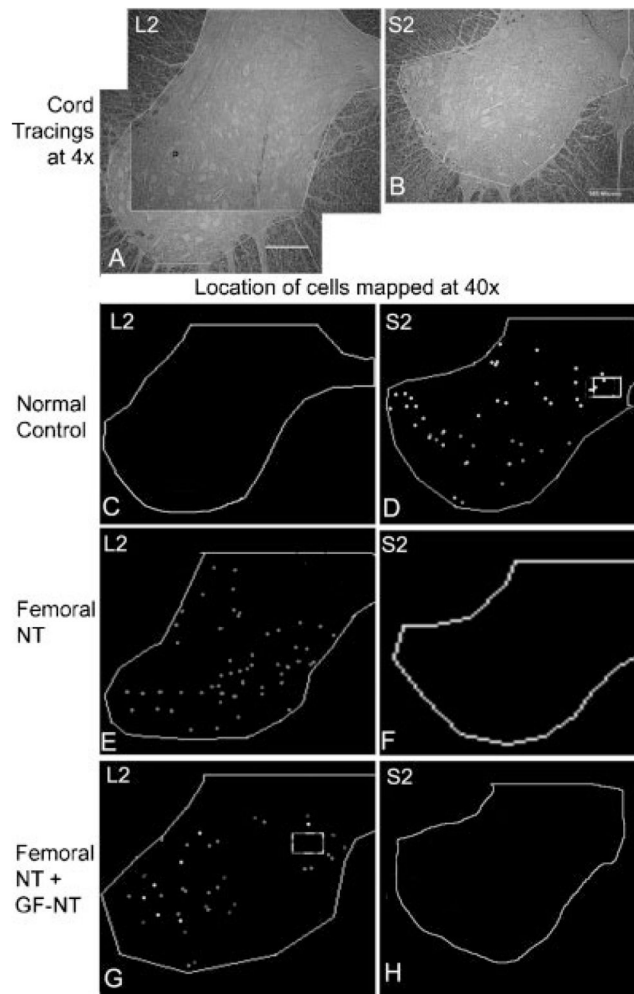 L2
S2
Cord
Tracings
at 4x
A
B
Location of cells mapped at 40x
L2
S2
Normal
Control
C
D
L2
S2
Femoral
NT
E
F
L2
S2
Femoral
NT +
GF-NT
G
H